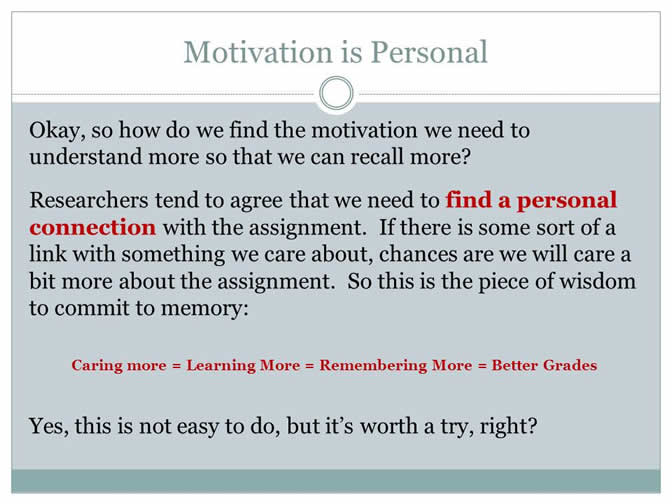 Motivation is Personal
Okay, so how do we find the motivation we need to
understand more so that we can recall more?
Researchers tend to agree that we need to find a personal
connection with the assignment.  If there is some sort of a
link with something we care about, chances are we will care a
bit more about the assignment.  So this is the piece of wisdom
to commit to memory:
Caring more = Learning More = Remembering More = Better Grades
Yes, this is not easy to do, but it’s worth a try, right?